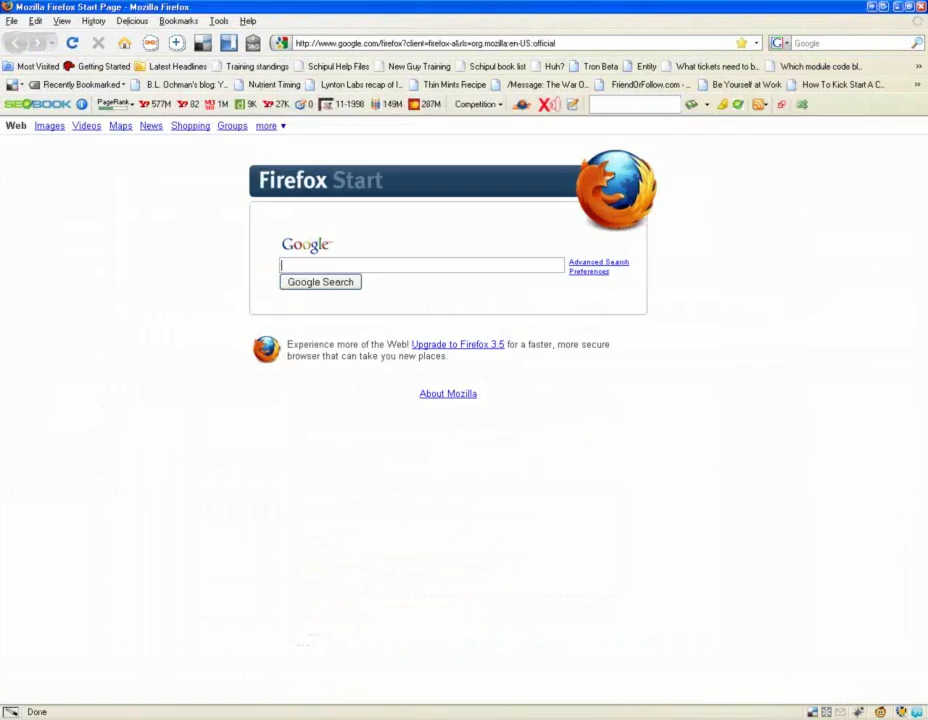 Mozilla Firefox Start Page - Mozilla Firefox
File Edit View History Delicious Bookmarks Tools Help
http://www.google.com/firefox?client=firefox-a&rls=org.mozilla:en-US:official
Google
Most Visited Getting Started Latest Headlines Training standings Schipul Help Files New Guy Training Schipul book list Huh? Tron Beta Entity What tickets need to b... Which module code bl...
Recently Bookmarked B.L. Ochman's blog: Y... Nutrient Timing Lynton Labs recap of I... Thin Mints Recipe /Message: The War O... FriendOrFollow.com - ... Be Yourself at Work How To Kick Start A C...
SEOBOOK PageRank 577M 82 1M 9K 27K 0 11-1998 149M 287M Competition
Web Images Videos Maps News Shopping Groups more
Firefox Start
Google
Advanced Search
Preferences
Google Search
Experience more of the Web! Upgrade to Firefox 3.5 for a faster, more secure
browser that can take you new places.
About Mozilla
Done